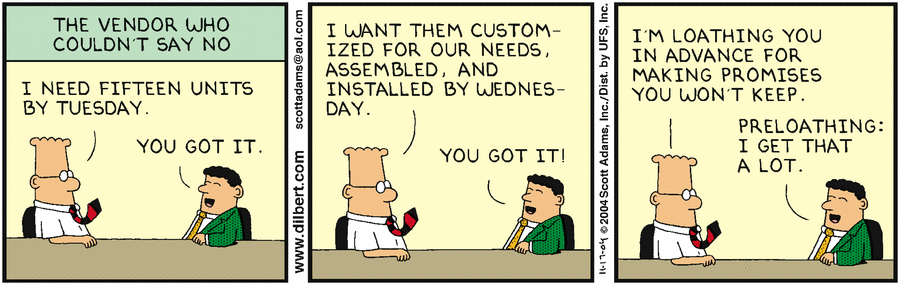 THE VENDOR WHO
COULDN'T SAY NO
I NEED FIFTEEN UNITS
BY TUESDAY.
YOU GOT IT.
www.dilbert.com scottadams@aol.com
I WANT THEM CUSTOM-
IZED FOR OUR NEEDS,
ASSEMBLED, AND
INSTALLED BY WEDNES-
DAY.
YOU GOT IT!
11-17-04 © 2004 Scott Adams, Inc./Dist. by UFS, Inc.
I'M LOATHING YOU
IN ADVANCE FOR
MAKING PROMISES
YOU WON'T KEEP.
PRELOATHING:
I GET THAT
A LOT.